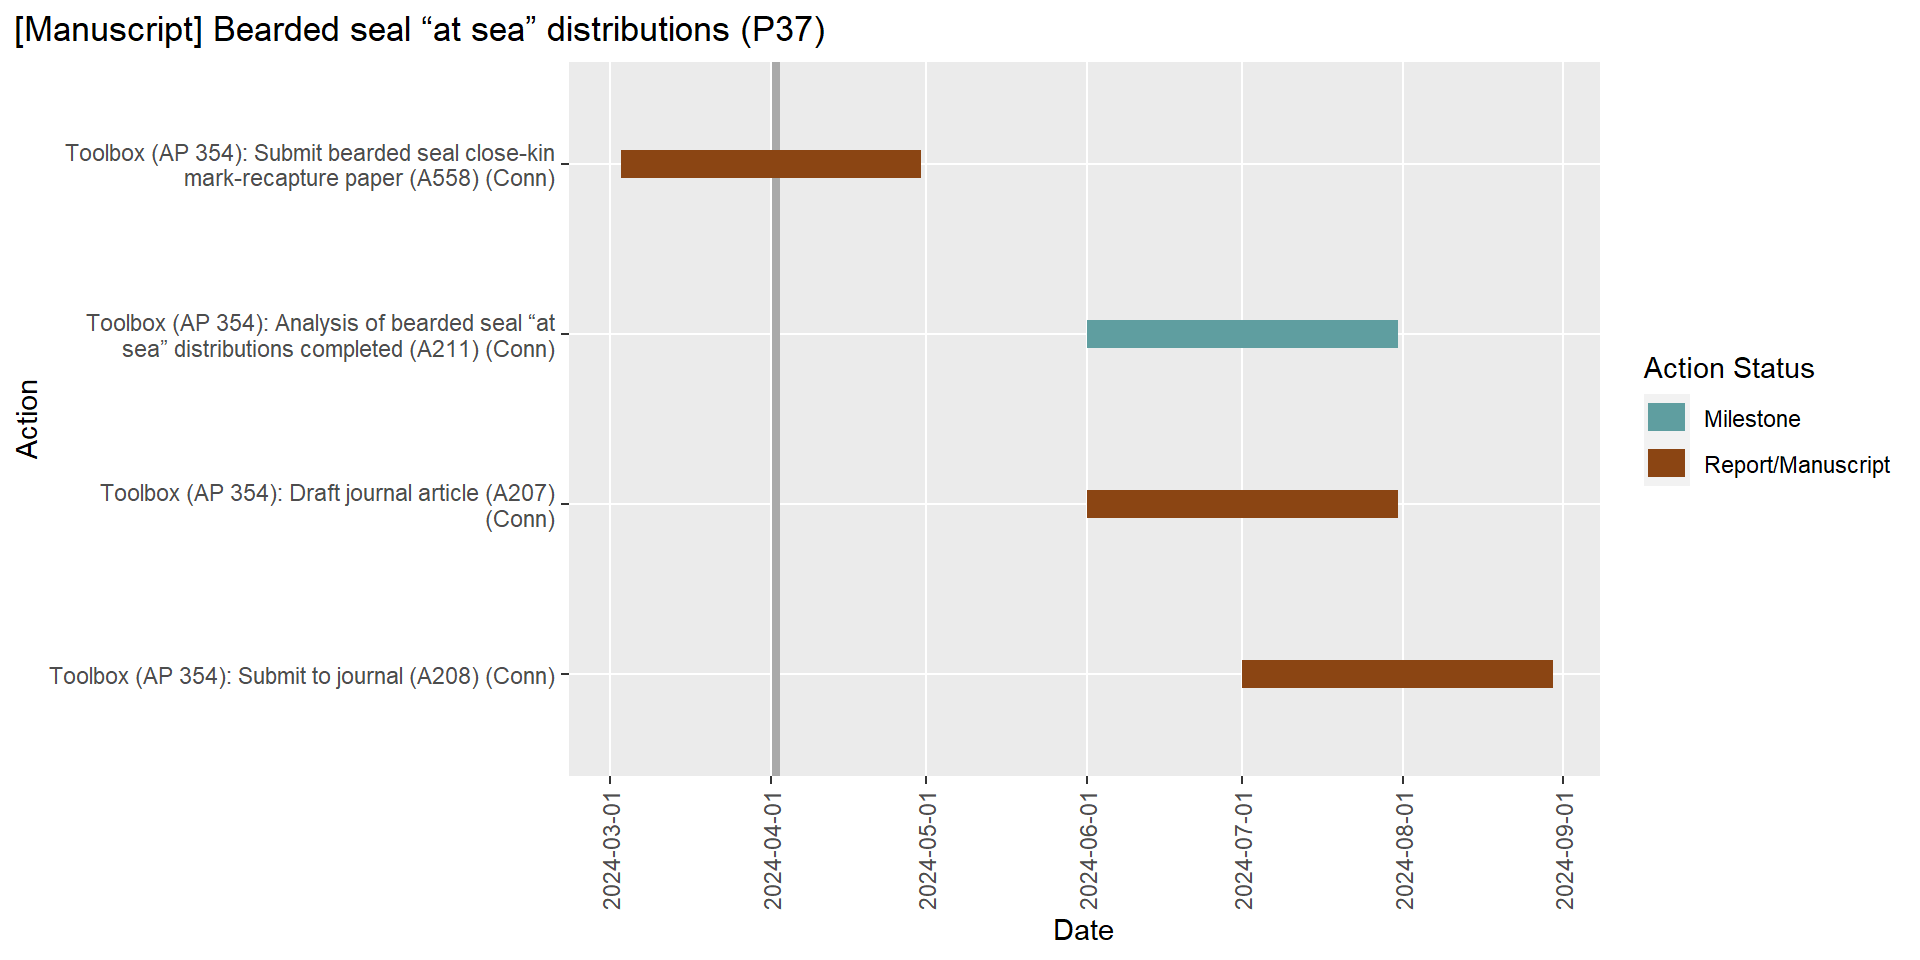 [Manuscript] Bearded seal “at sea” distributions (P37)
Toolbox (AP 354): Submit bearded seal close-kin
mark-recapture paper (A558) (Conn)
Toolbox (AP 354): Analysis of bearded seal “at
sea” distributions completed (A211) (Conn)
Toolbox (AP 354): Draft journal article (A207)
(Conn)
Toolbox (AP 354): Submit to journal (A208) (Conn)
Action
2024-03-01
2024-04-01
2024-05-01
2024-06-01
2024-07-01
2024-08-01
2024-09-01
Date
Action Status
Milestone
Report/Manuscript